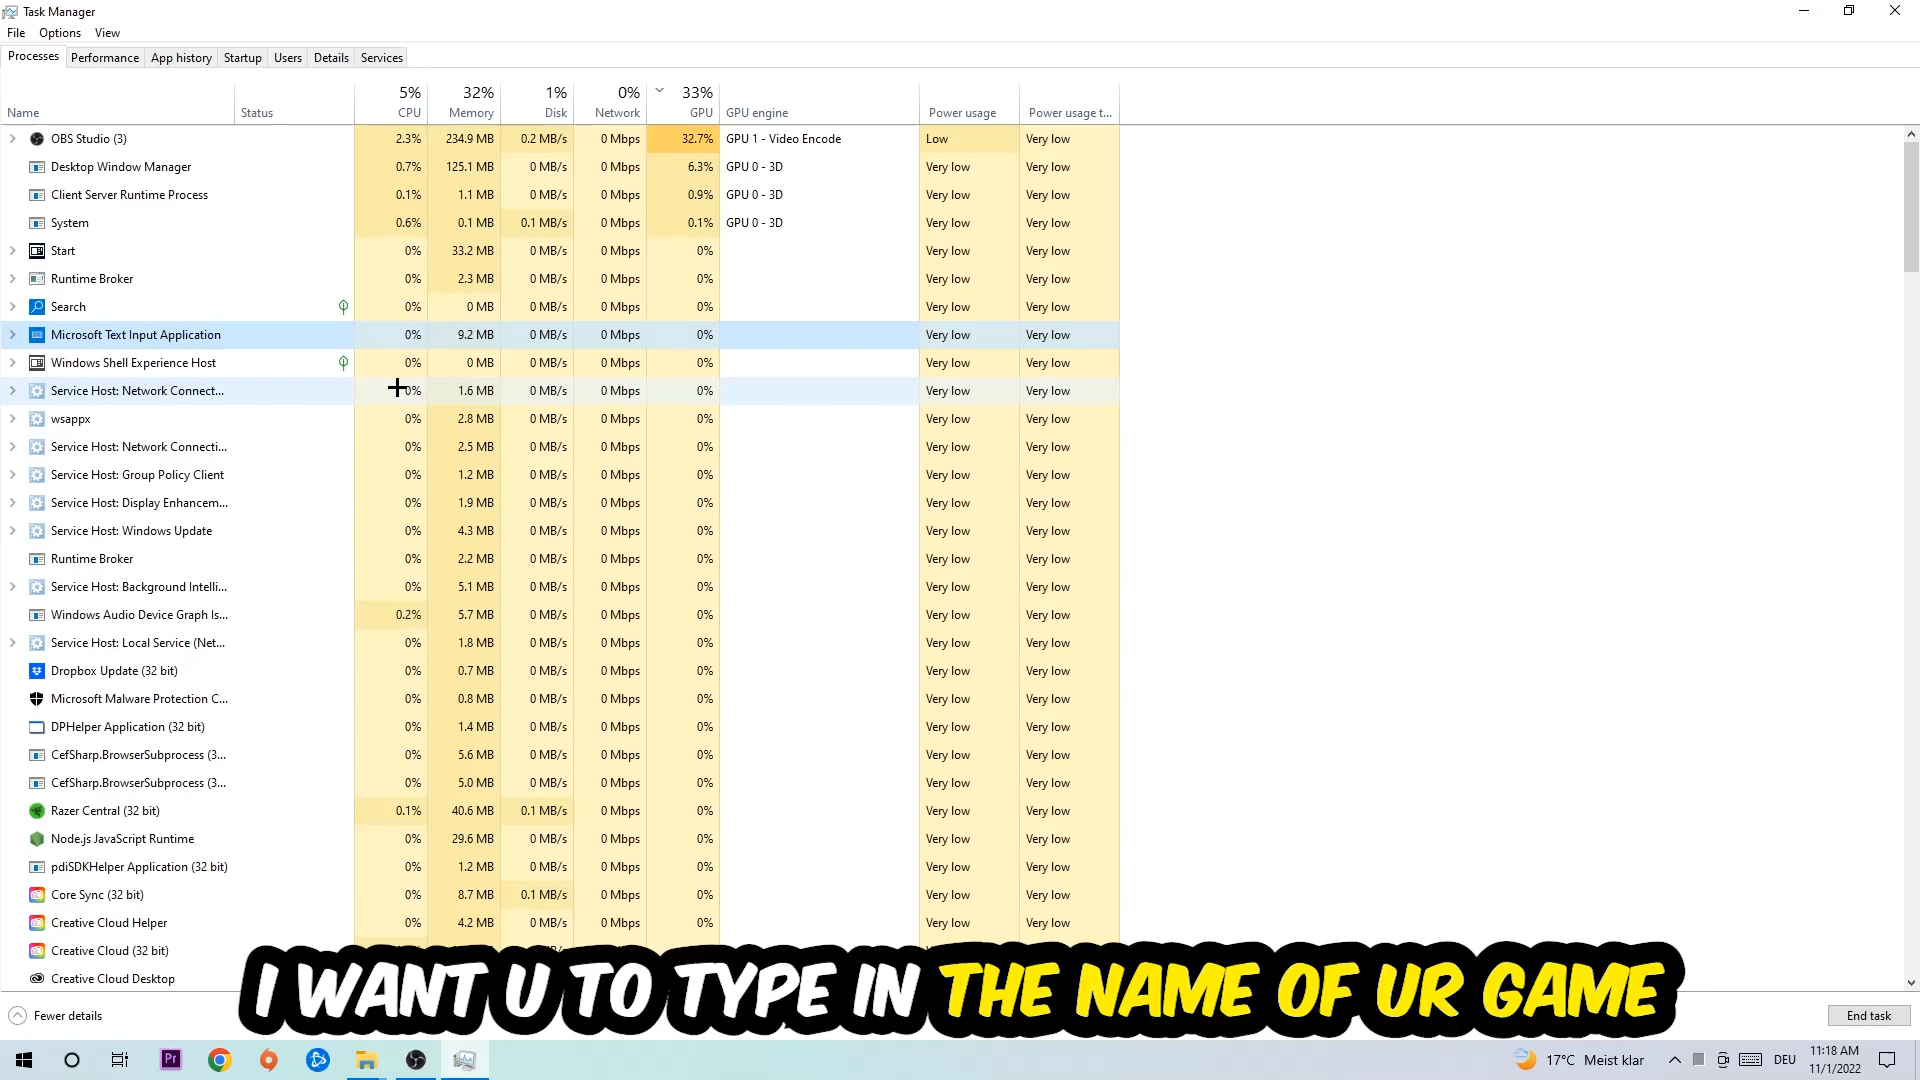 Task Manager
File Options View
Processes Performance App history Startup Users Details Services
5% 32% 1% 0% 33%
Name Status CPU Memory Disk Network GPU GPU engine Power usage Power usage t...
OBS Studio (3) 2.3% 234.9 MB 0.2 MB/s 0 Mbps 32.7% GPU 1 - Video Encode Low Very low
Desktop Window Manager 0.7% 125.1 MB 0 MB/s 0 Mbps 6.3% GPU 0 - 3D Very low Very low
Client Server Runtime Process 0.1% 1.1 MB 0 MB/s 0 Mbps 0.9% GPU 0 - 3D Very low Very low
System 0.6% 0.1 MB 0.1 MB/s 0 Mbps 0.1% GPU 0 - 3D Very low Very low
Start 0% 33.2 MB 0 MB/s 0 Mbps 0% Very low Very low
Runtime Broker 0% 2.3 MB 0 MB/s 0 Mbps 0% Very low Very low
Search 0% 0 MB 0 MB/s 0 Mbps 0% Very low Very low
Microsoft Text Input Application 0% 9.2 MB 0 MB/s 0 Mbps 0% Very low Very low
Windows Shell Experience Host 0% 0 MB 0 MB/s 0 Mbps 0% Very low Very low
Service Host: Network Connect... 0% 1.6 MB 0 MB/s 0 Mbps 0% Very low Very low
wsappx 0% 2.8 MB 0 MB/s 0 Mbps 0% Very low Very low
Service Host: Network Connecti... 0% 2.5 MB 0 MB/s 0 Mbps 0% Very low Very low
Service Host: Group Policy Client 0% 1.2 MB 0 MB/s 0 Mbps 0% Very low Very low
Service Host: Display Enhancem... 0% 1.9 MB 0 MB/s 0 Mbps 0% Very low Very low
Service Host: Windows Update 0% 4.3 MB 0 MB/s 0 Mbps 0% Very low Very low
Runtime Broker 0% 2.2 MB 0 MB/s 0 Mbps 0% Very low Very low
Service Host: Background Intelli... 0% 5.1 MB 0 MB/s 0 Mbps 0% Very low Very low
Windows Audio Device Graph Is... 0.2% 5.7 MB 0 MB/s 0 Mbps 0% Very low Very low
Service Host: Local Service (Net... 0% 1.8 MB 0 MB/s 0 Mbps 0% Very low Very low
Dropbox Update (32 bit) 0% 0.7 MB 0 MB/s 0 Mbps 0% Very low Very low
Microsoft Malware Protection C... 0% 0.8 MB 0 MB/s 0 Mbps 0% Very low Very low
DPHelper Application (32 bit) 0% 1.4 MB 0 MB/s 0 Mbps 0% Very low Very low
CefSharp.BrowserSubprocess (3... 0% 5.6 MB 0 MB/s 0 Mbps 0% Very low Very low
CefSharp.BrowserSubprocess (3... 0% 5.0 MB 0 MB/s 0 Mbps 0% Very low Very low
Razer Central (32 bit) 0.1% 40.6 MB 0.1 MB/s 0 Mbps 0% Very low Very low
Node.js JavaScript Runtime 0% 29.6 MB 0 MB/s 0 Mbps 0% Very low Very low
pdiSDKHelper Application (32 bit) 0% 1.2 MB 0 MB/s 0 Mbps 0% Very low Very low
Core Sync (32 bit) 0% 8.7 MB 0.1 MB/s 0 Mbps 0% Very low Very low
Creative Cloud Helper 0% 4.2 MB 0 MB/s 0 Mbps 0% Very low Very low
Creative Cloud (32 bit)
Creative Cloud Desktop
I WANT U TO TYPE IN THE NAME OF UR GAME
Fewer details End task
Pr 17°C Meist klar DEU 11:18 AM
11/1/2022